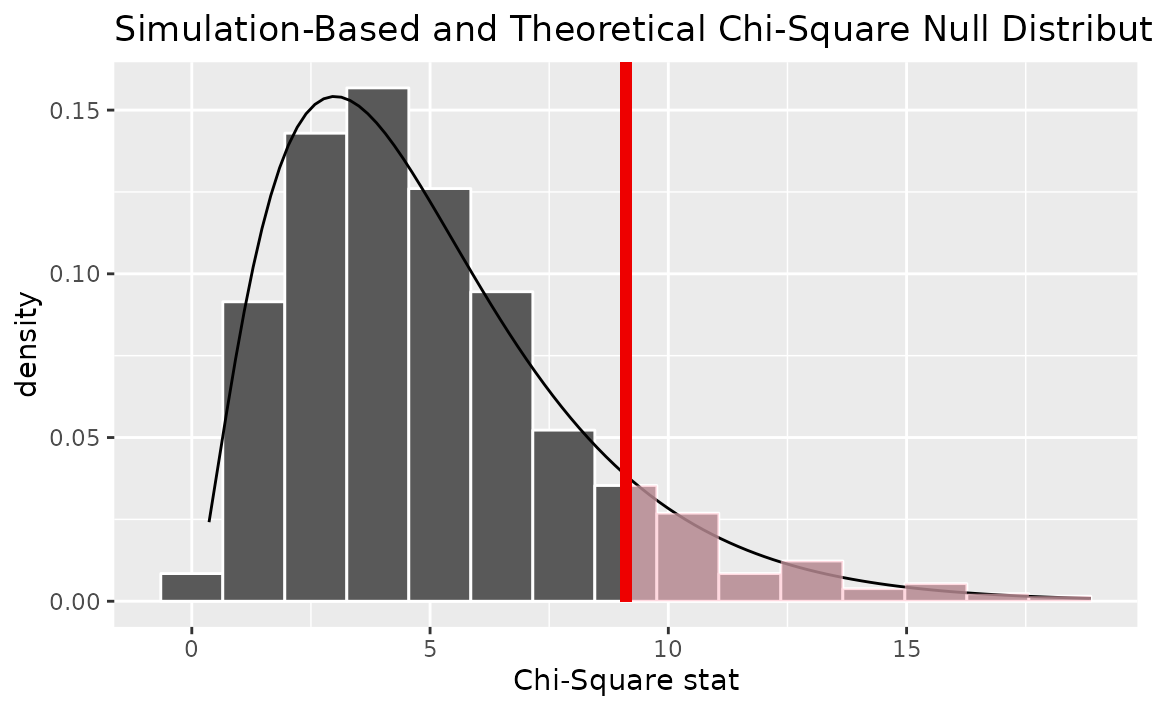 Simulation-Based and Theoretical Chi-Square Null Distribut
0.15
0.10
0.05
0.00
density
0
5
10
15
Chi-Square stat